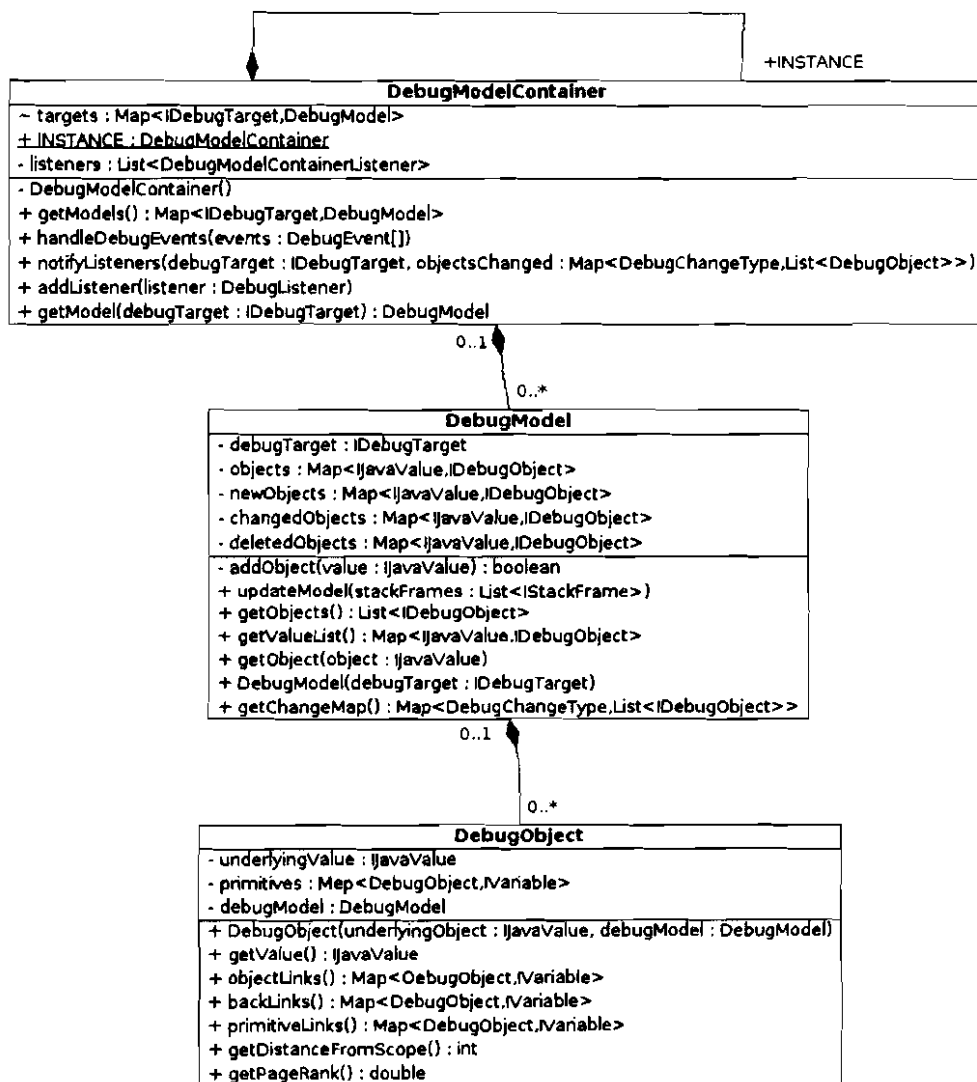 +INSTANCE
DebugModelContainer
~ targets : Map<IDebugTarget,DebugModel>
+ INSTANCE : DebugModelContainer
- listeners : List<DebugModelContainerListener>
- DebugModelContainer()
+ getModels() : Map<IDebugTarget,DebugModel>
+ handleDebugEvents(events : DebugEvent[])
+ notifyListeners(debugTarget : IDebugTarget, objectsChanged : Map<DebugChangeType,List<DebugObject>>)
+ addListener(listener : DebugListener)
+ getModel(debugTarget : IDebugTarget) : DebugModel
0..1
0..*
DebugModel
- debugTarget : IDebugTarget
- objects : Map<IJavaValue,IDebugObject>
- newObjects : Map<IJavaValue,IDebugObject>
- changedObjects : Map<IJavaValue,IDebugObject>
- deletedObjects : Map<IJavaValue,IDebugObject>
- addObject(value : IJavaValue) : boolean
+ updateModel(stackFrames : List<IStackFrame>)
+ getObjects() : List<IDebugObject>
+ getValueList() : Map<IJavaValue,IDebugObject>
+ getObject(object : IJavaValue)
+ DebugModel(debugTarget : IDebugTarget)
+ getChangeMap() : Map<DebugChangeType,List<IDebugObject>>
0..1
0..*
DebugObject
- underlyingValue : IJavaValue
- primitives : Map<DebugObject,IVariable>
- debugModel : DebugModel
+ DebugObject(underlyingObject : IJavaValue, debugModel : DebugModel)
+ getValue() : IJavaValue
+ objectLinks() : Map<DebugObject,IVariable>
+ backLinks() : Map<DebugObject,IVariable>
+ primitiveLinks() : Map<DebugObject,IVariable>
+ getDistanceFromScope() : int
+ getPageRank() : double